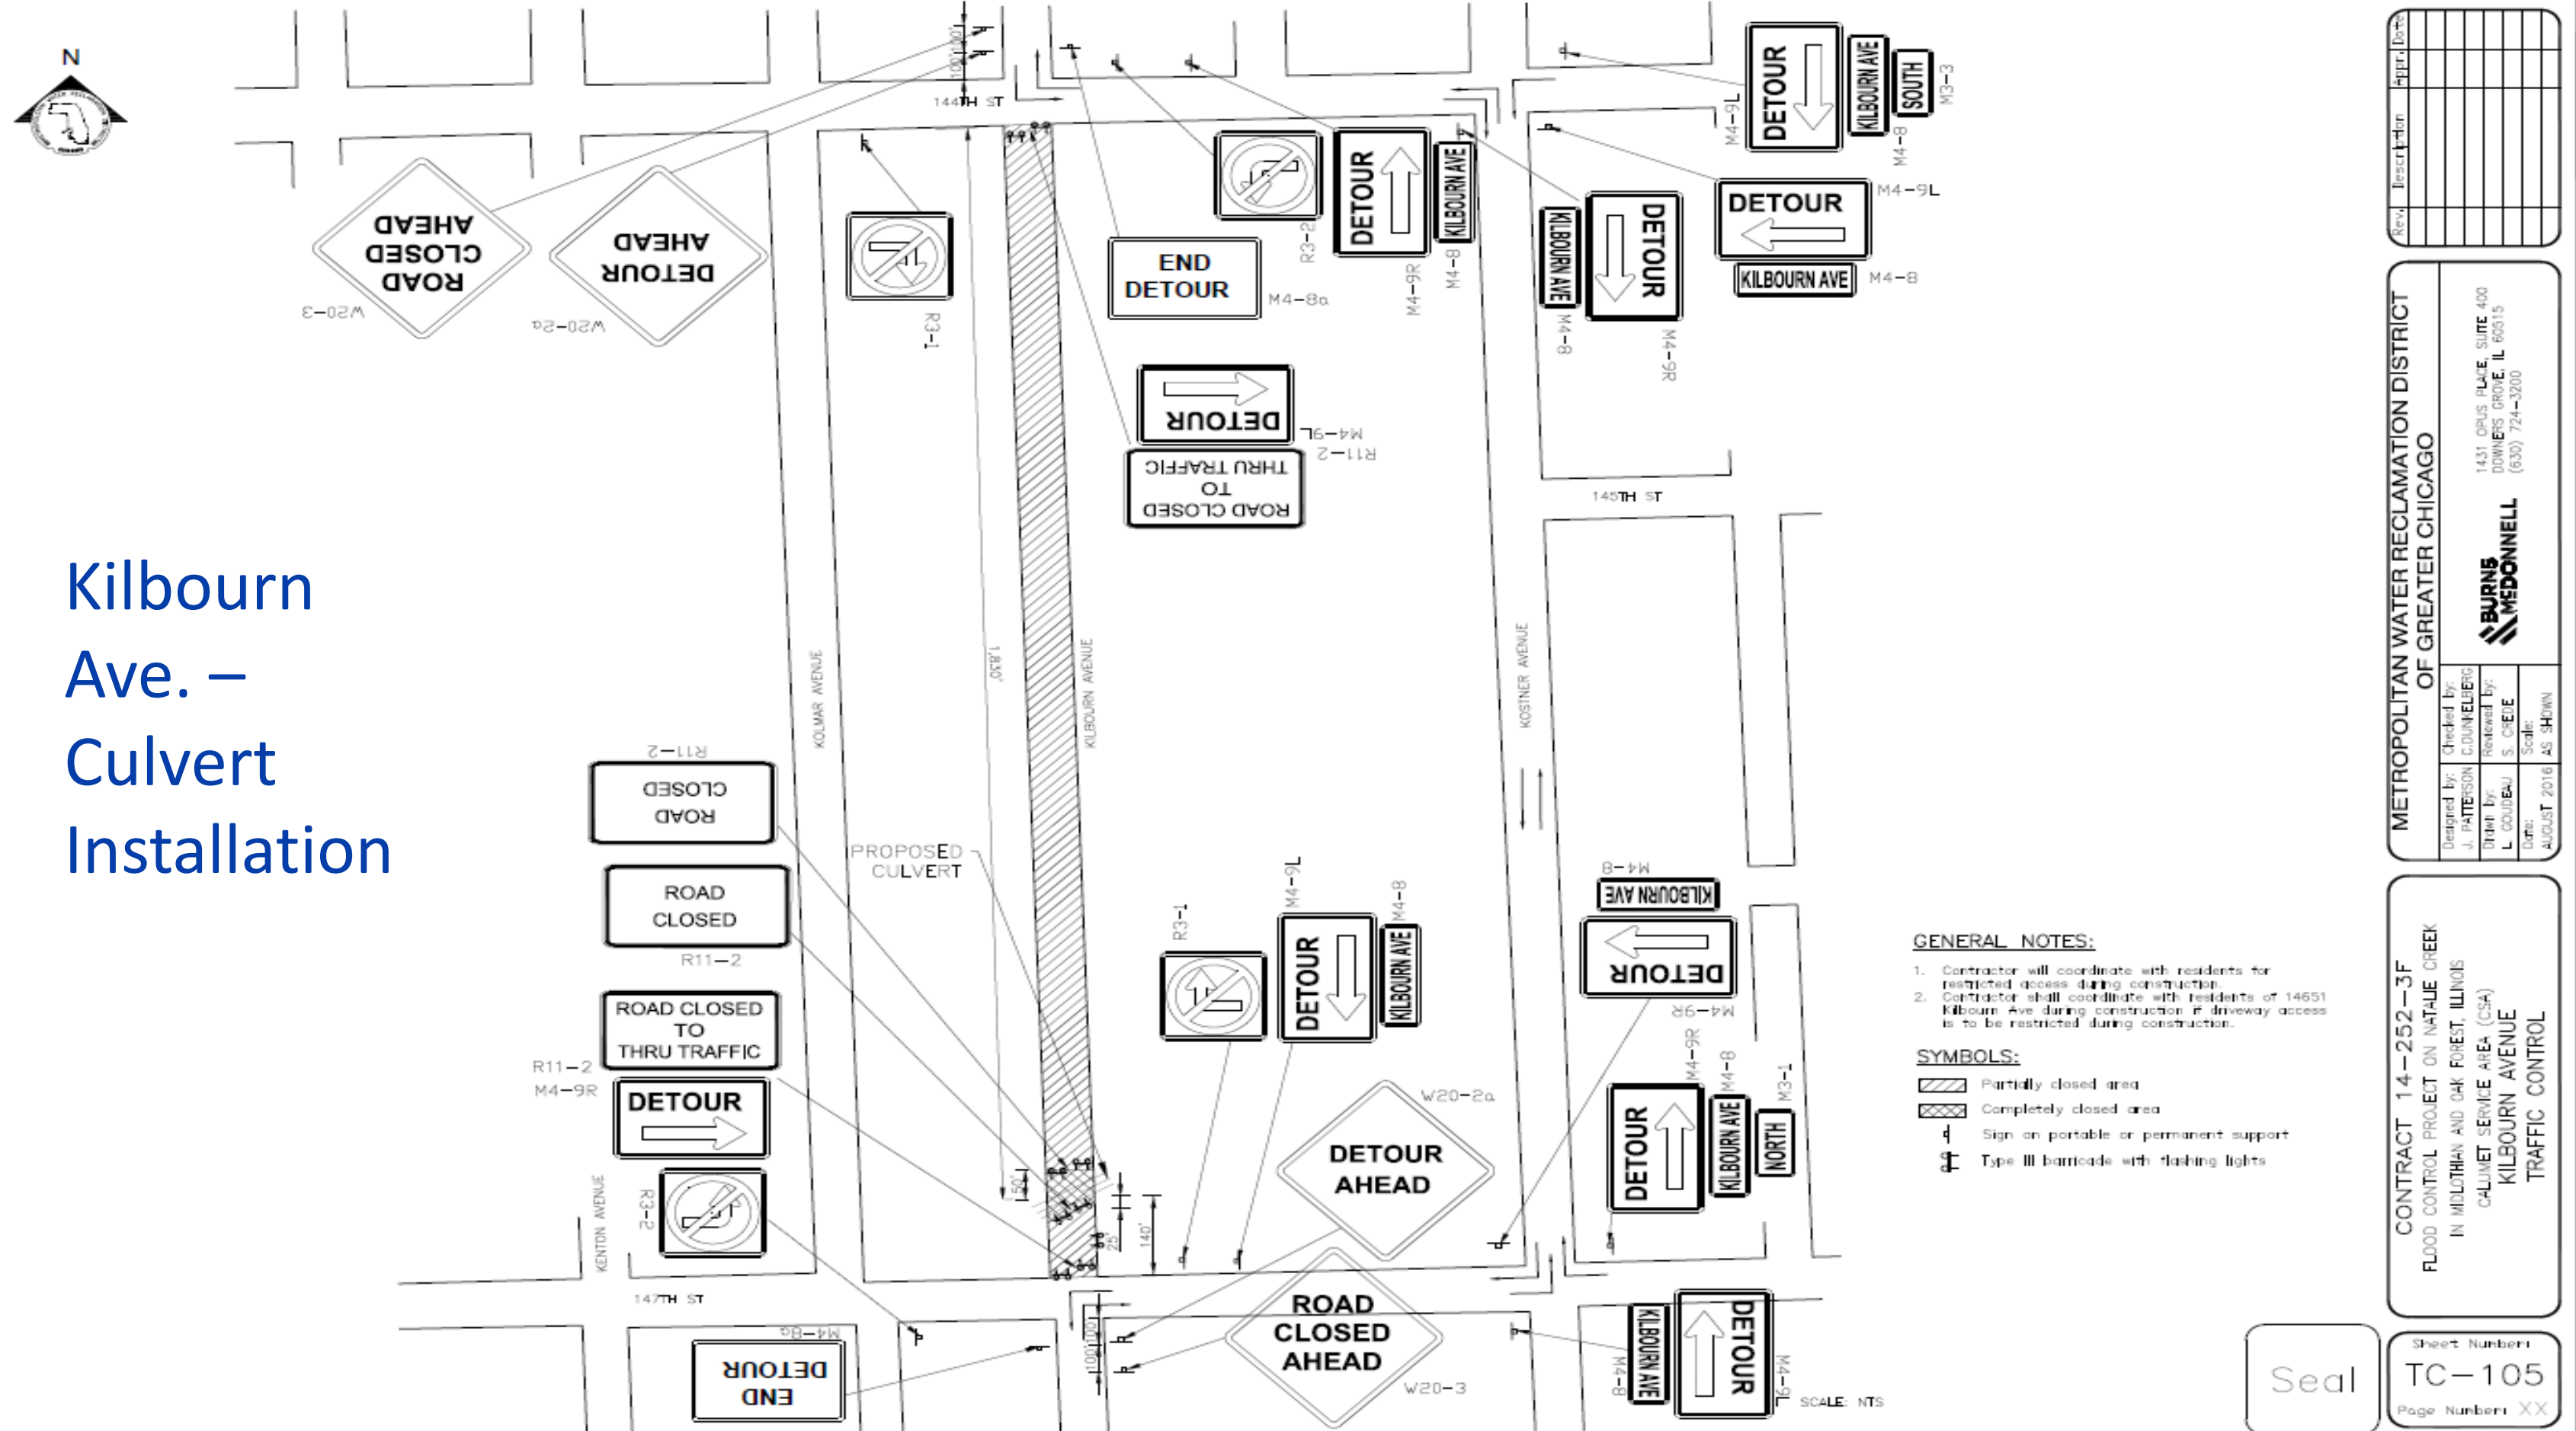 N
Kilbourn
Ave. –
Culvert
Installation
144TH ST
100'
100'
ROAD
CLOSED
AHEAD
W20-3
DETOUR
AHEAD
W20-2a
R3-1
END
DETOUR
M4-8a
R3-2
DETOUR
M4-9R
KILBOURN AVE
M4-8
DETOUR
M4-9L
KILBOURN AVE
M4-8
SOUTH
M3-3
DETOUR
M4-9L
KILBOURN AVE
M4-8
DETOUR
M4-9R
KILBOURN AVE
M4-8
DETOUR
M4-9L
R11-2
ROAD CLOSED
TO
THRU TRAFFIC
145TH ST
KOLMAR AVENUE
1,830'
KILBOURN AVENUE
KOSTNER AVENUE
R11-2
ROAD
CLOSED
ROAD
CLOSED
R11-2
PROPOSED
CULVERT
ROAD CLOSED
TO
THRU TRAFFIC
R11-2
M4-9R
DETOUR
R3-2
KENTON AVENUE
R3-1
M4-9L
DETOUR
M4-8
KILBOURN AVE
M4-8
KILBOURN AVE
DETOUR
M4-9R
M4-9R
DETOUR
M4-8
KILBOURN AVE
M3-1
NORTH
W20-2a
DETOUR
AHEAD
50'
25'
140'
147TH ST
M4-8a
END
DETOUR
100'
100'
ROAD
CLOSED
AHEAD
W20-3
KILBOURN AVE
M4-8
DETOUR
M4-9L
SCALE: NTS
GENERAL NOTES:
1. Contractor will coordinate with residents for
restricted access during construction.
2. Contractor shall coordinate with residents of 14651
Kilbourn Ave during construction if driveway access
is to be restricted during construction.
SYMBOLS:
Partially closed area
Completely closed area
Sign on portable or permanent support
Type III barricade with flashing lights
Rev. Description Appr. Date
METROPOLITAN WATER RECLAMATION DISTRICT
OF GREATER CHICAGO
BURNS
MCDONNELL
1431 OPUS PLACE, SUITE 400
DOWNERS GROVE, IL 60515
(630) 724-3200
Designed by:
J. PATTERSON
Checked by:
C.DUNKELBERG
Drawn by:
L GOUDEAU
Reviewed by:
S. CREDE
Date:
AUGUST 2016
Scale:
AS SHOWN
CONTRACT 14-252-3F
FLOOD CONTROL PROJECT ON NATALIE CREEK
IN MIDLOTHIAN AND OAK FOREST, ILLINOIS
CALUMET SERVICE AREA (CSA)
KILBOURN AVENUE
TRAFFIC CONTROL
Seal
Sheet Number:
TC-105
Page Number: XX